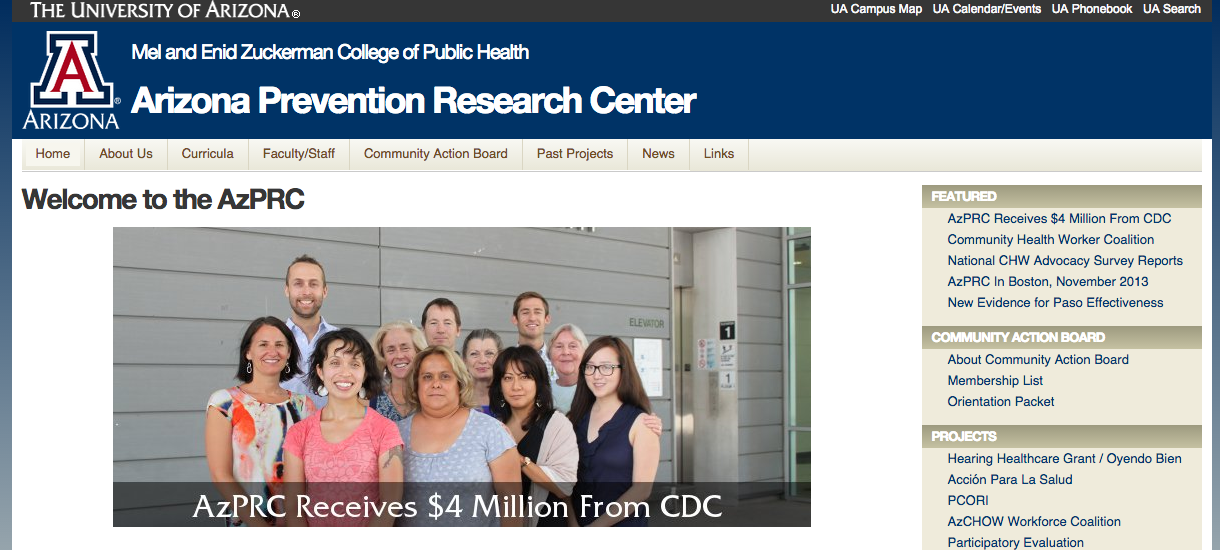 THE UNIVERSITY OF ARIZONA®
UA Campus Map UA Calendar/Events UA Phonebook UA Search
A
ARIZONA®
Mel and Enid Zuckerman College of Public Health
Arizona Prevention Research Center
Home About Us Curricula Faculty/Staff Community Action Board Past Projects News Links
Welcome to the AzPRC
ELEVATOR
1
1
AzPRC Receives $4 Million From CDC
FEATURED
AzPRC Receives $4 Million From CDC
Community Health Worker Coalition
National CHW Advocacy Survey Reports
AzPRC In Boston, November 2013
New Evidence for Paso Effectiveness
COMMUNITY ACTION BOARD
About Community Action Board
Membership List
Orientation Packet
PROJECTS
Hearing Healthcare Grant / Oyendo Bien
Acción Para La Salud
PCORI
AzCHOW Workforce Coalition
Participatory Evaluation